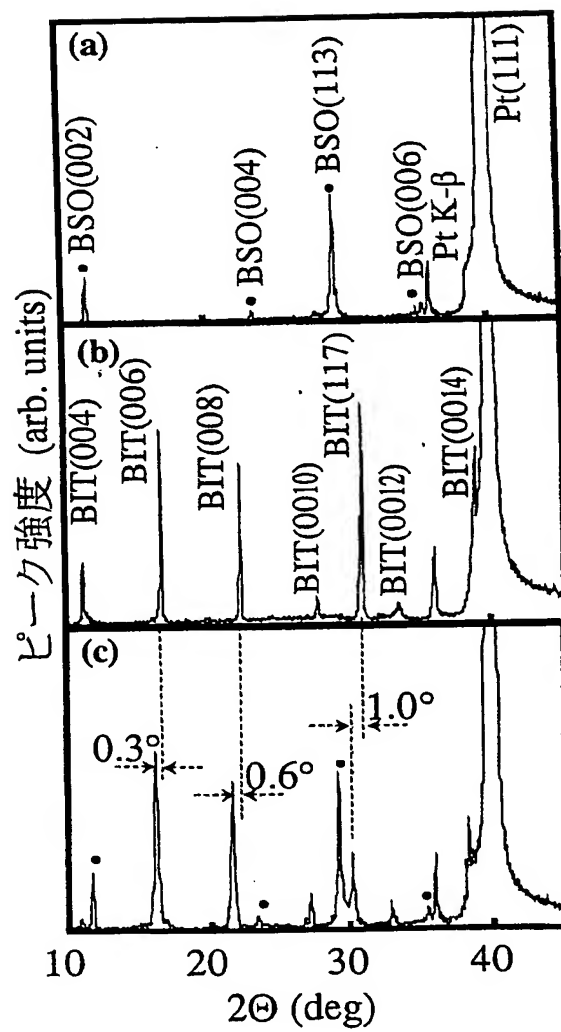 (a)
BSO(002)
BSO(004)
BSO(113)
BSO(006)
Pt K-β
Pt(111)
(b)
BIT(004)
BIT(006)
BIT(008)
BIT(0010)
BIT(117)
BIT(0012)
BIT(0014)
(c)
0.3°
0.6°
1.0°
ピーク強度 (arb. units)
10 20 30 40
2Θ (deg)